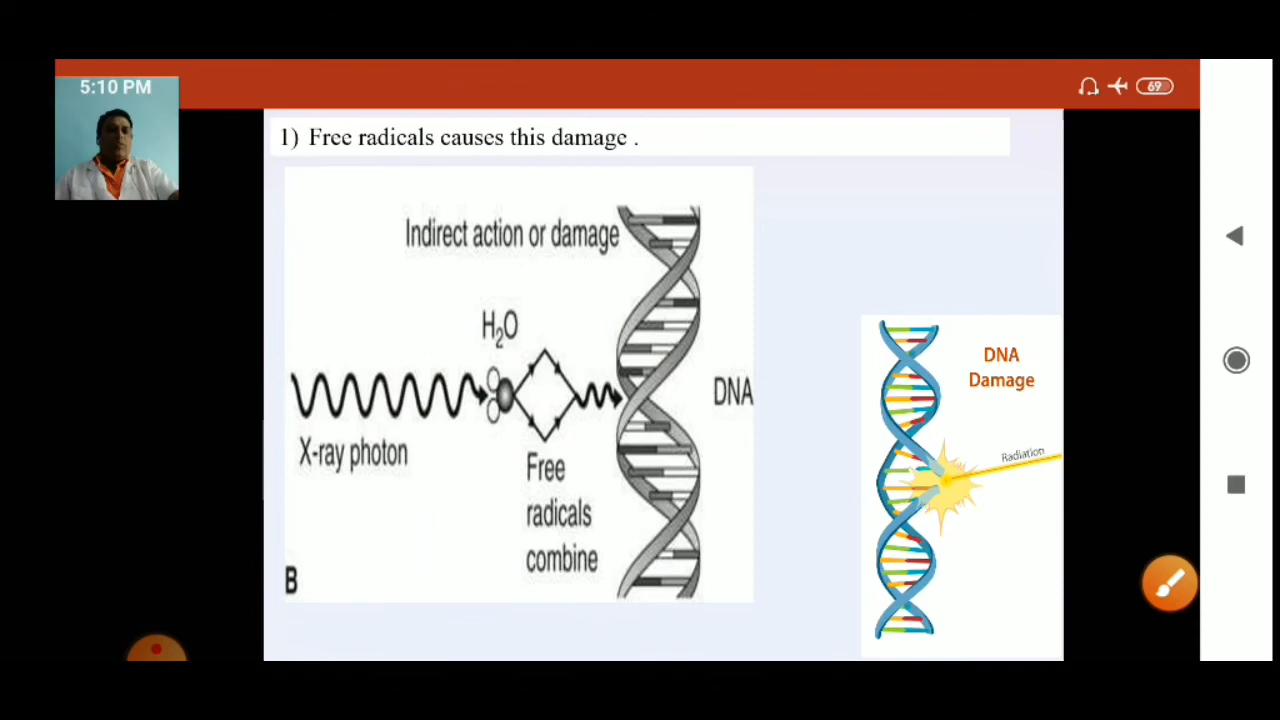 5:10 PM
69
1) Free radicals causes this damage .
Indirect action or damage
H₂O
X-ray photon
Free
radicals
combine
DNA
B
DNA
Damage
Radiation